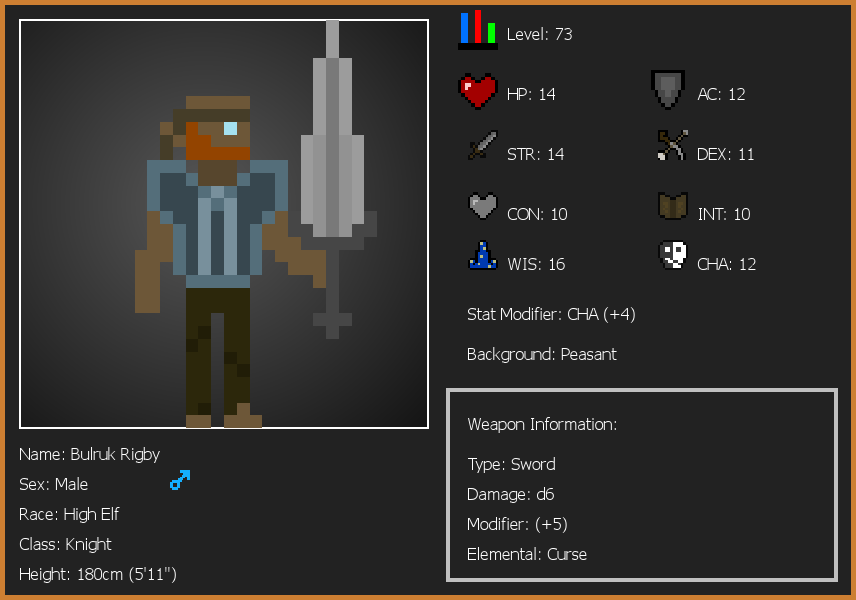 Level: 73
HP: 14
AC: 12
STR: 14
DEX: 11
CON: 10
INT: 10
WIS: 16
CHA: 12
Stat Modifier: CHA (+4)
Background: Peasant
Weapon Information:
Type: Sword
Damage: d6
Modifier: (+5)
Elemental: Curse
Name: Bulruk Rigby
Sex: Male
Race: High Elf
Class: Knight
Height: 180cm (5'11")